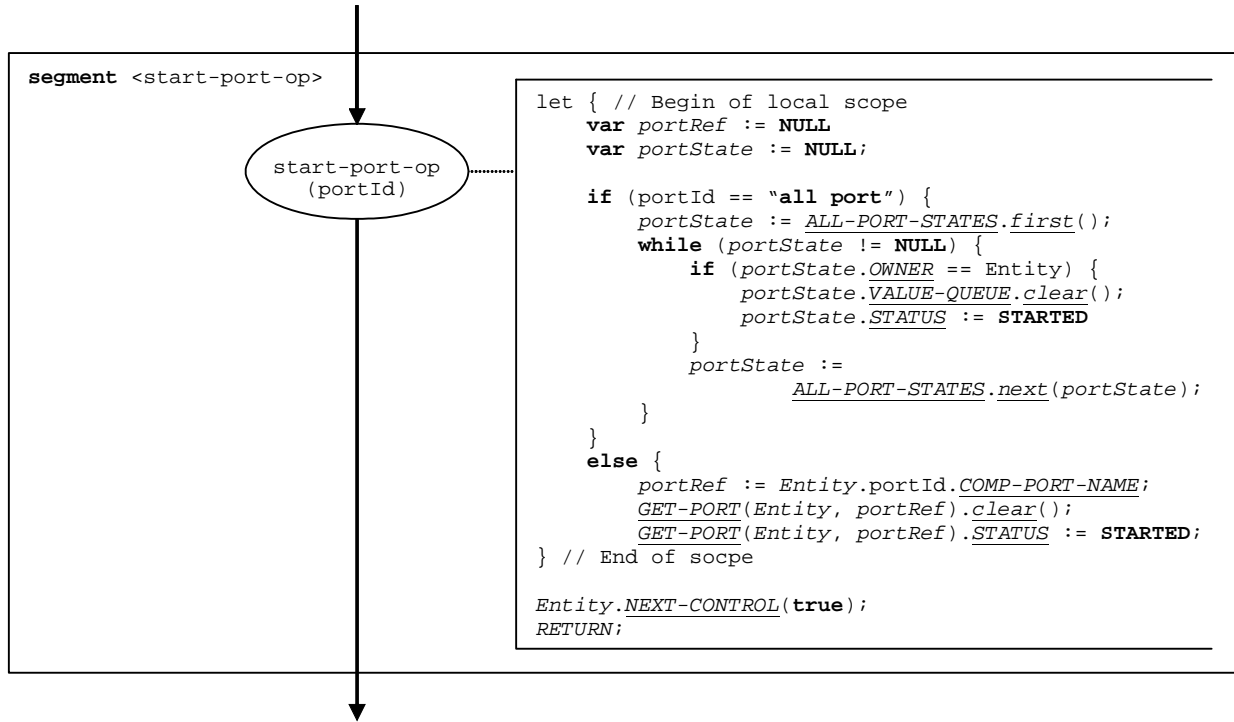 segment <start-port-op>
start-port-op
(portId)
let { // Begin of local scope
var portRef := NULL
var portState := NULL;
if (portId == “all port”) {
portState := ALL-PORT-STATES.first();
while (portState != NULL) {
if (portState.OWNER == Entity) {
portState.VALUE-QUEUE.clear();
portState.STATUS := STARTED
}
portState :=
ALL-PORT-STATES.next(portState);
}
}
else {
portRef := Entity.portId.COMP-PORT-NAME;
GET-PORT(Entity, portRef).clear();
GET-PORT(Entity, portRef).STATUS := STARTED;
} // End of socpe
Entity.NEXT-CONTROL(true);
RETURN;